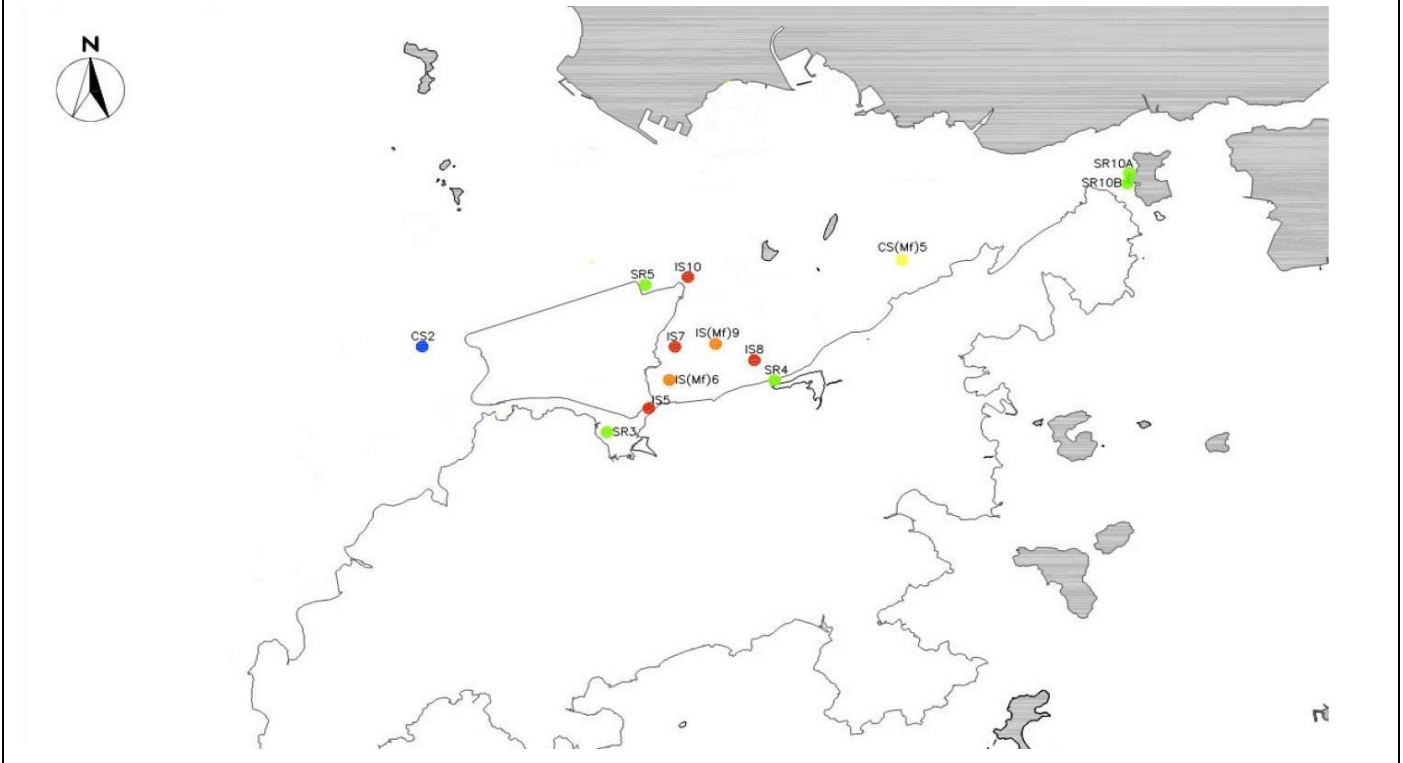 N
SR10A
SR10B
CS(Mf)5
IS10
SR5
CS2
IS7
IS(Mf)9
IS8
SR4
IS(Mf)6
IS5
SR3